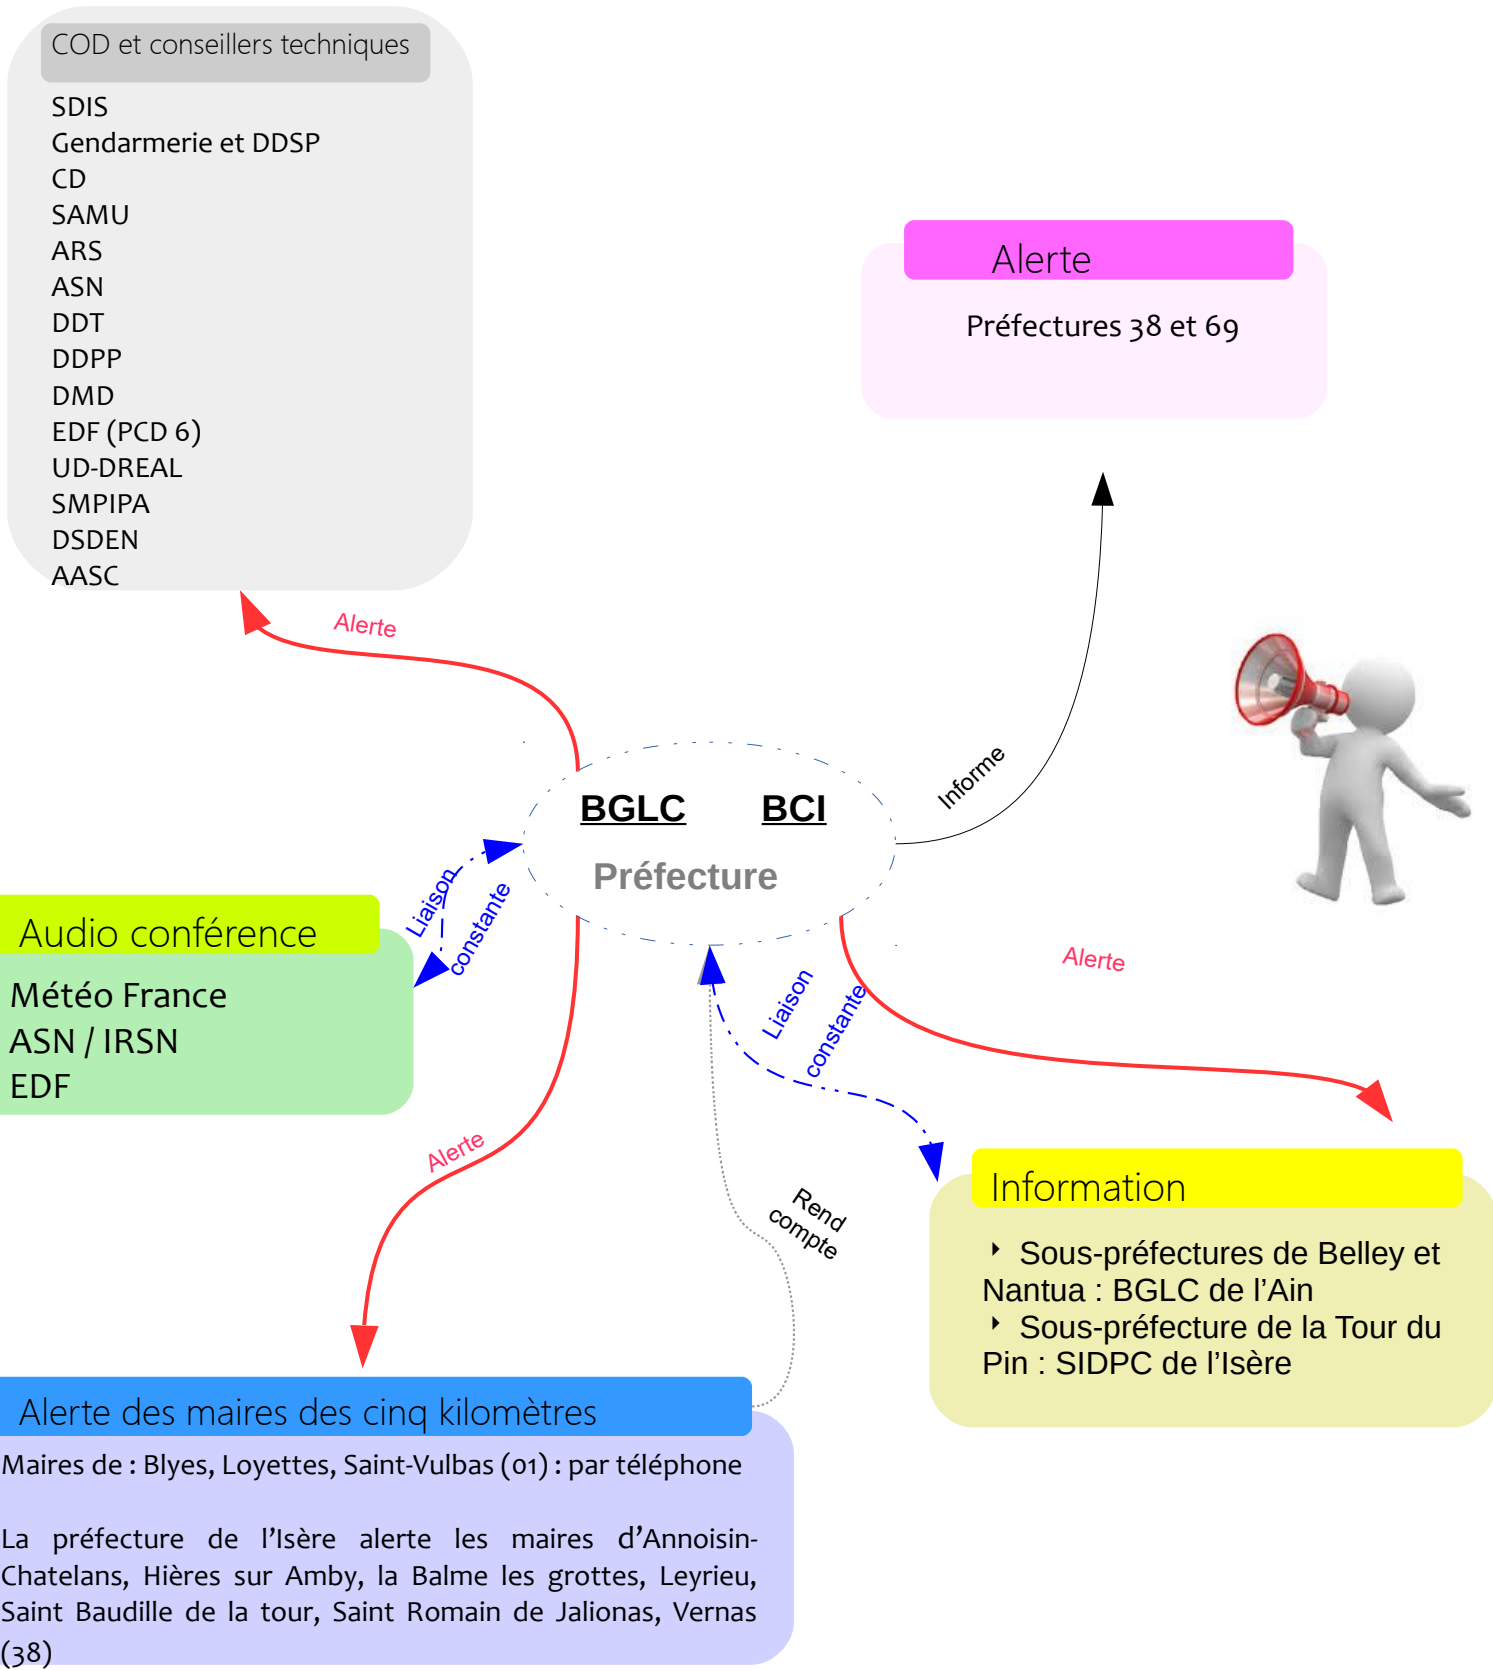 COD et conseillers techniques
SDIS
Gendarmerie et DDSP
CD
SAMU
ARS
ASN
DDT
DDPP
DMD
EDF (PCD 6)
UD-DREAL
SMPIPA
DSDEN
AASC
Alerte
Préfectures 38 et 69
Alerte
Informe
BGLC BCI
Préfecture
Liaison
constante
Audio conférence
Météo France
ASN / IRSN
EDF
Alerte
Liaison
constante
Alerte
Rend
compte
Information
‣ Sous-préfectures de Belley et
Nantua : BGLC de l’Ain
‣ Sous-préfecture de la Tour du
Pin : SIDPC de l’Isère
Alerte des maires des cinq kilomètres
Maires de : Blyes, Loyettes, Saint-Vulbas (01) : par téléphone
La préfecture de l’Isère alerte les maires d’Annoisin-
Chatelans, Hières sur Amby, la Balme les grottes, Leyrieu,
Saint Baudille de la tour, Saint Romain de Jalionas, Vernas
(38)